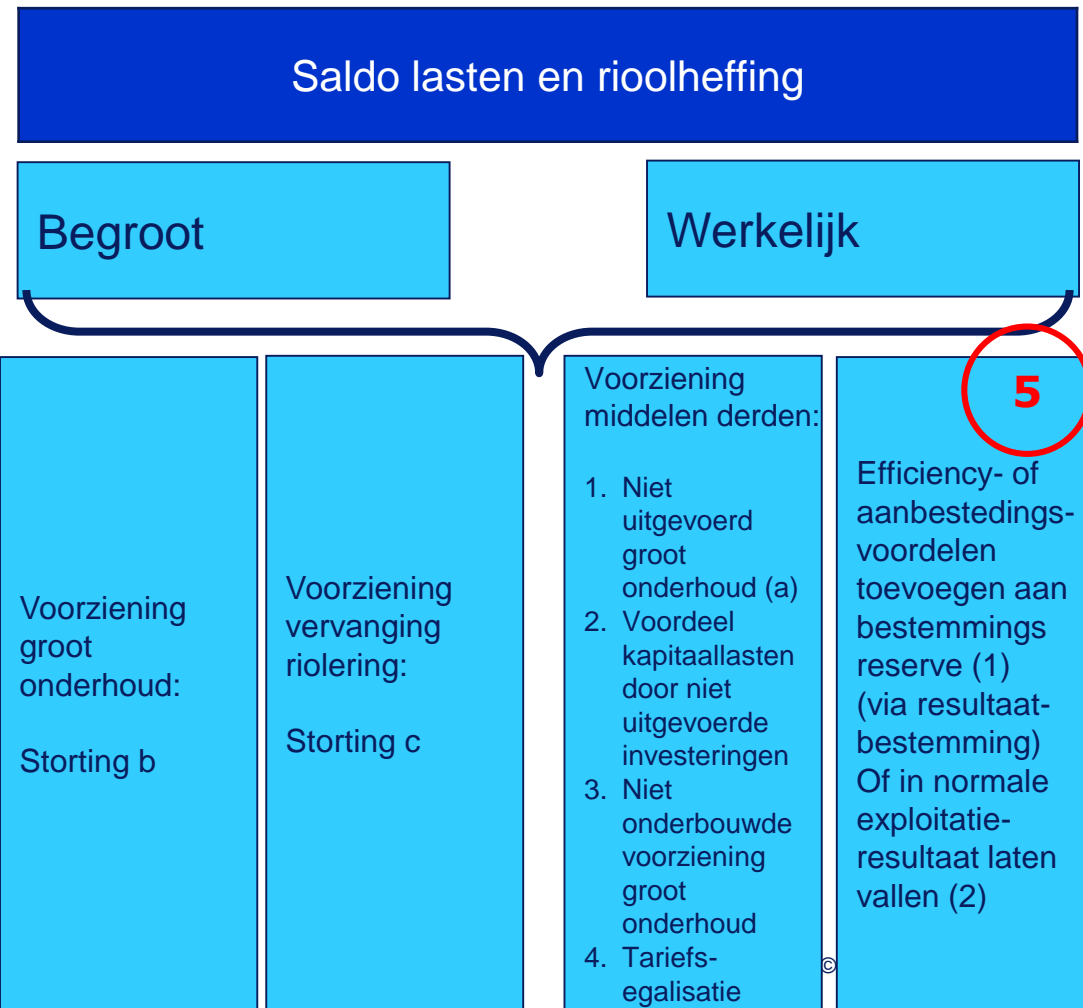 Saldo lasten en rioolheffing
Begroot
Werkelijk
Voorziening
groot
onderhoud:
Storting b
Voorziening
vervanging
riolering:
Storting c
Voorziening
middelen derden:
1. Niet
uitgevoerd
groot
onderhoud (a)
2. Voordeel
kapitaallasten
door niet
uitgevoerde
investeringen
3. Niet
onderbouwde
voorziening
groot
onderhoud
4. Tariefs-
egalisatie
5
Efficiency- of
aanbestedings-
voordelen
toevoegen aan
bestemmings
reserve (1)
(via resultaat-
bestemming)
Of in normale
exploitatie-
resultaat laten
vallen (2)
©